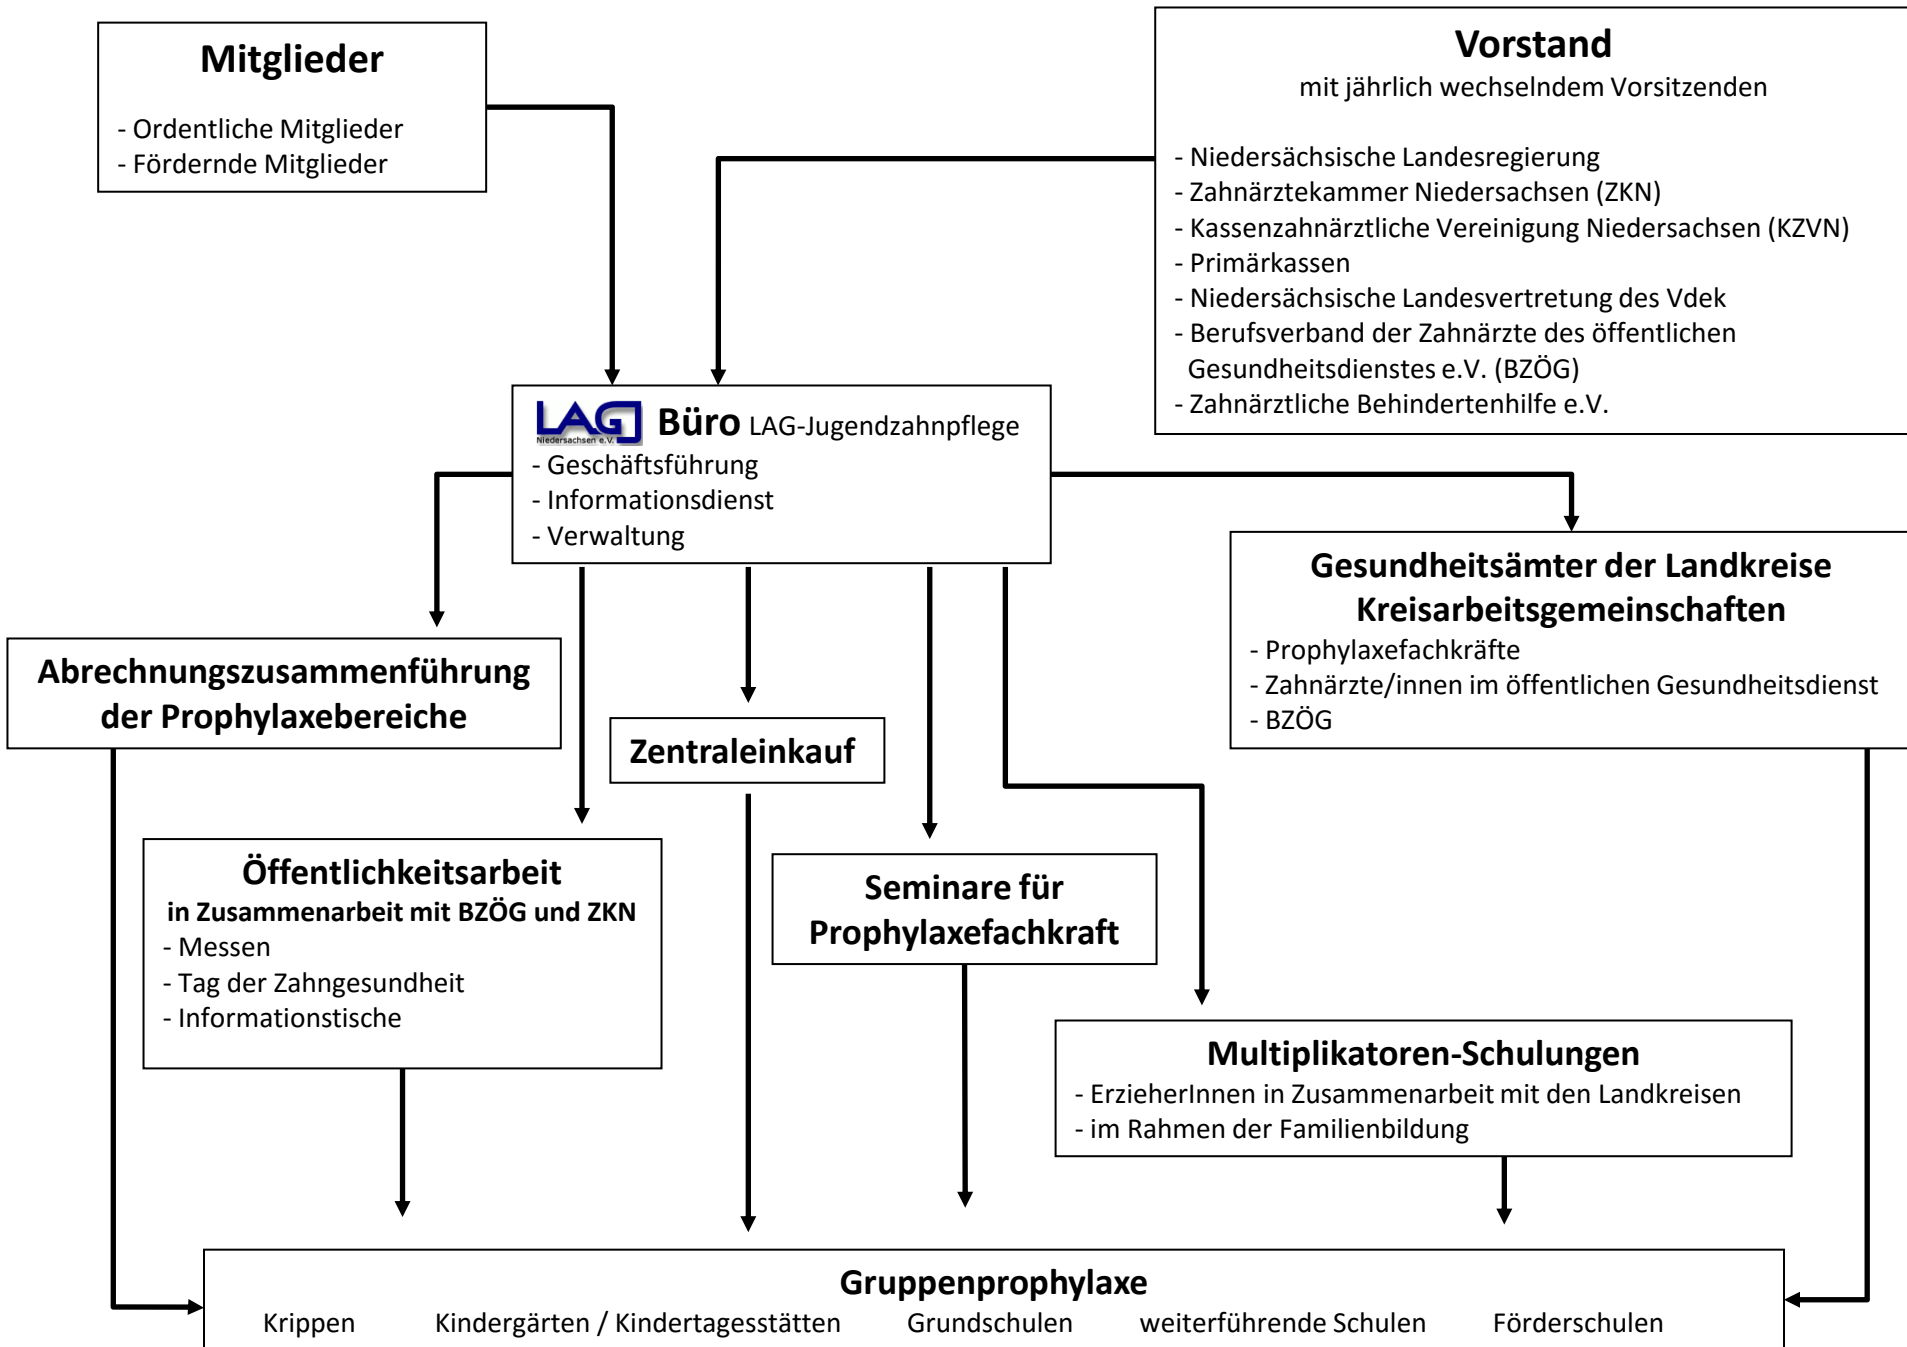 Mitglieder
- Ordentliche Mitglieder
- Fördernde Mitglieder
Vorstand
mit jährlich wechselndem Vorsitzenden
- Niedersächsische Landesregierung
- Zahnärztekammer Niedersachsen (ZKN)
- Kassenzahnärztliche Vereinigung Niedersachsen (KZVN)
- Primärkassen
- Niedersächsische Landesvertretung des Vdek
- Berufsverband der Zahnärzte des öffentlichen
Gesundheitsdienstes e.V. (BZÖG)
- Zahnärztliche Behindertenhilfe e.V.
LAG Büro LAG-Jugendzahnpflege
Niedersachsen e.V.
- Geschäftsführung
- Informationsdienst
- Verwaltung
Gesundheitsämter der Landkreise
Kreisarbeitsgemeinschaften
- Prophylaxefachkräfte
- Zahnärzte/innen im öffentlichen Gesundheitsdienst
- BZÖG
Abrechnungszusammenführung
der Prophylaxebereiche
Zentraleinkauf
Öffentlichkeitsarbeit
in Zusammenarbeit mit BZÖG und ZKN
- Messen
- Tag der Zahngesundheit
- Informationstische
Seminare für
Prophylaxefachkraft
Multiplikatoren-Schulungen
- ErzieherInnen in Zusammenarbeit mit den Landkreisen
- im Rahmen der Familienbildung
Gruppenprophylaxe
Krippen Kindergärten / Kindertagesstätten Grundschulen weiterführende Schulen Förderschulen